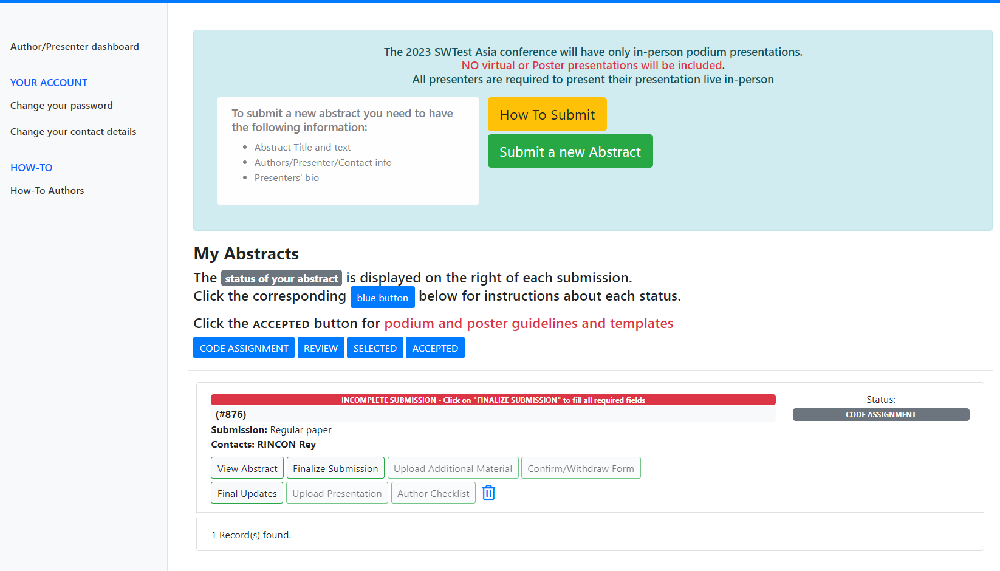 Author/Presenter dashboard
YOUR ACCOUNT
Change your password
Change your contact details
HOW-TO
How-To Authors
The 2023 SWTest Asia conference will have only in-person podium presentations.
NO virtual or Poster presentations will be included.
All presenters are required to present their presentation live in-person
To submit a new abstract you need to have
the following information:
Abstract Title and text
Authors/Presenter/Contact info
Presenters' bio
How To Submit
Submit a new Abstract
My Abstracts
The status of your abstract is displayed on the right of each submission.
Click the corresponding blue button below for instructions about each status.
Click the ACCEPTED button for podium and poster guidelines and templates
CODE ASSIGNMENT REVIEW SELECTED ACCEPTED
INCOMPLETE SUBMISSION - Click on "FINALIZE SUBMISSION" to fill all required fields
(#876)
Submission: Regular paper
Contacts: RINCON Rey
View Abstract Finalize Submission Upload Additional Material Confirm/Withdraw Form
Final Updates Upload Presentation Author Checklist
Status:
CODE ASSIGNMENT
1 Record(s) found.